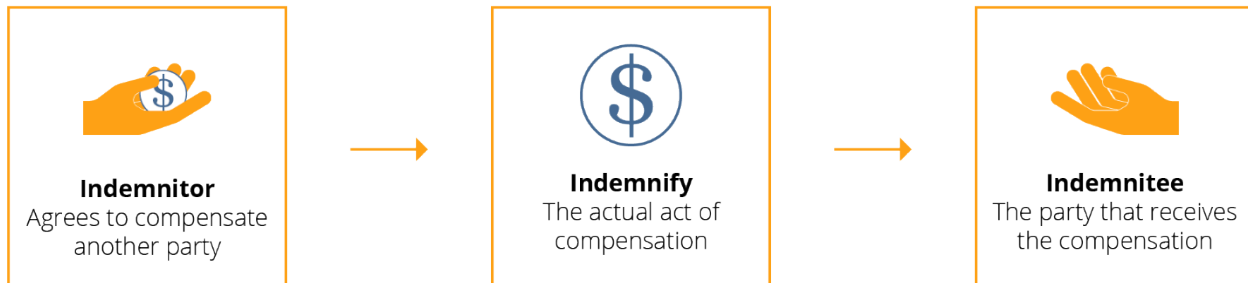 $
Indemnitor
Agrees to compensate
another party
$
Indemnify
The actual act of
compensation
Indemnitee
The party that receives
the compensation